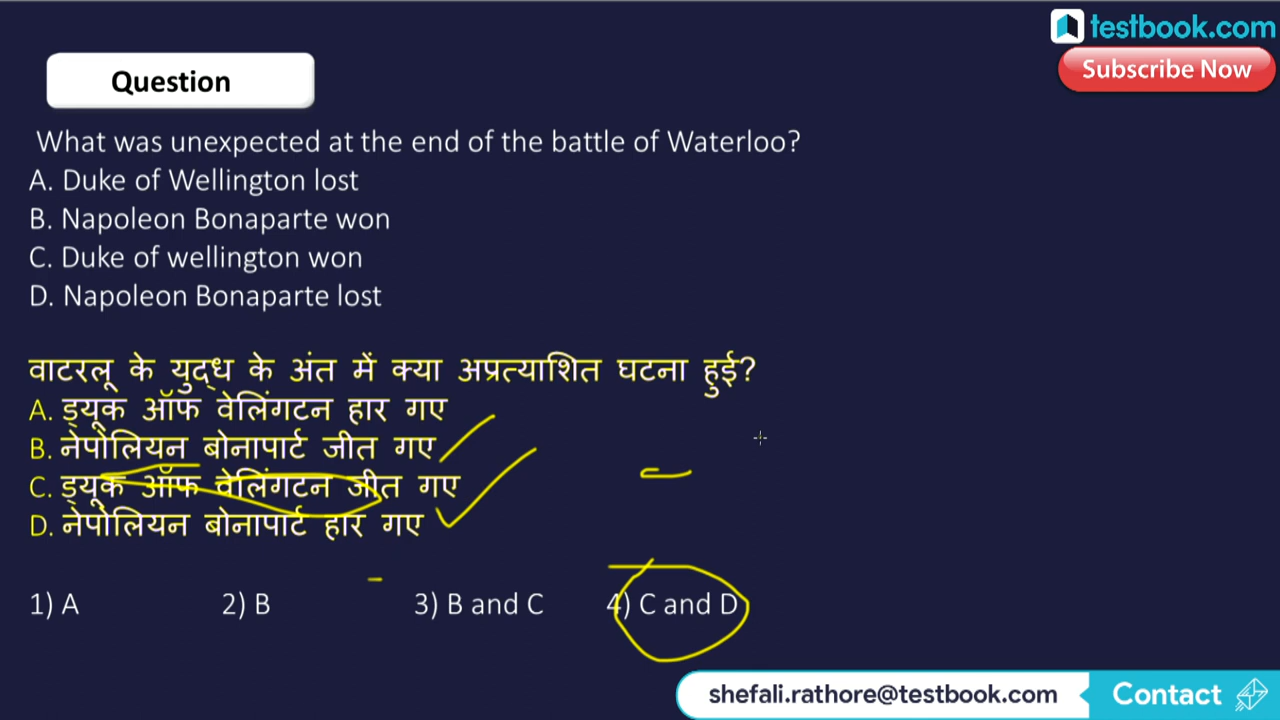 testbook.com
Subscribe Now
Question
What was unexpected at the end of the battle of Waterloo?
A. Duke of Wellington lost
B. Napoleon Bonaparte won
C. Duke of wellington won
D. Napoleon Bonaparte lost
वाटरलू के युद्ध के अंत में क्या अप्रत्याशित घटना हुई?
A. ड्यूक ऑफ वेलिंगटन हार गए
B. नेपोलियन बोनापार्ट जीत गए
C. ड्यूक ऑफ वेलिंगटन जीत गए
D. नेपोलियन बोनापार्ट हार गए
1) A 2) B 3) B and C 4) C and D
shefali.rathore@testbook.com Contact